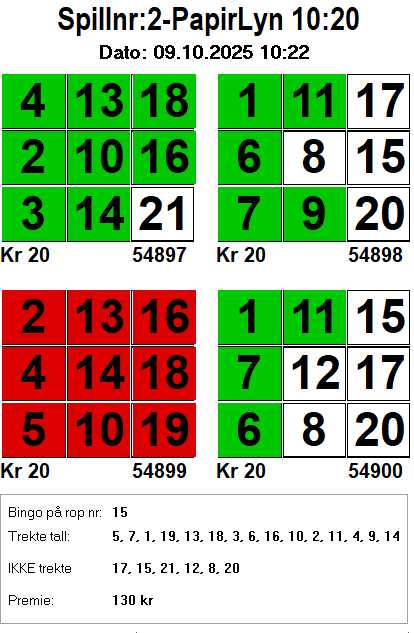 Spillnr:2-PapirLyn 10:20
Dato: 09.10.2025 10:22
4 13 18
2 10 16
3 14 21
Kr 20 54897
1 11 17
6 8 15
7 9 20
Kr 20 54898
2 13 16
4 14 18
5 10 19
Kr 20 54899
1 11 15
7 12 17
6 8 20
Kr 20 54900
Bingo på rop nr: 15
Trekte tall: 5, 7, 1, 19, 13, 18, 3, 6, 16, 10, 2, 11, 4, 9, 14
IKKE trekte 17, 15, 21, 12, 8, 20
Premie: 130 kr